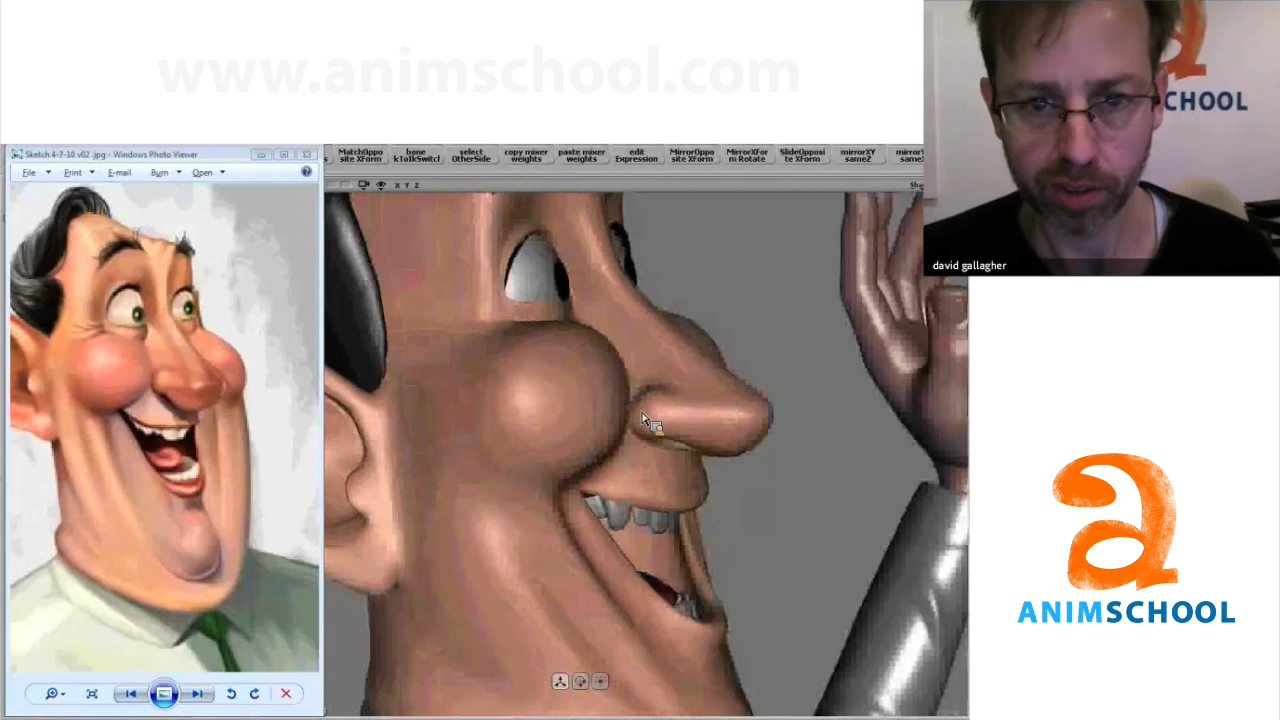 www.animschool.com
CHOOL
david gallagher
Sketch 4-7-10 v02 .jpg - Windows Photo Viewer
File Print E-mail Burn Open
MatchOppo
site XForm
bone
kToIkSwitcl
select
OtherSide
copy mixer
weights
paste mixer
weights
edit
Expression
MirrorOppo
site XForm
MirrorXFor
m Rotate
SlideOpposi
te XForm
mirrorXY
sameZ
X Y Z
ANIMSCHOOL